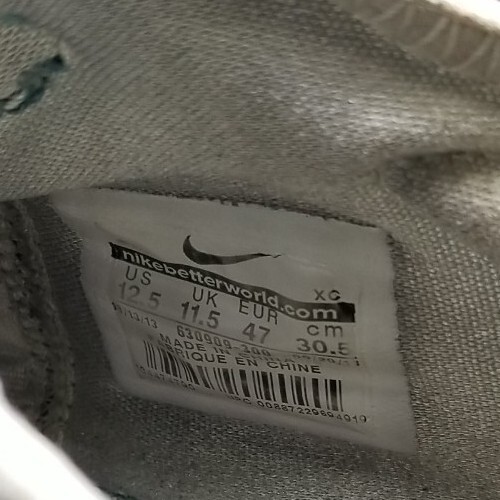 nikebetterworld.com
XC
US UK EUR cm
12.5 11.5 47 30.5
630909
MADE IN
FABRIQUE EN CHINE